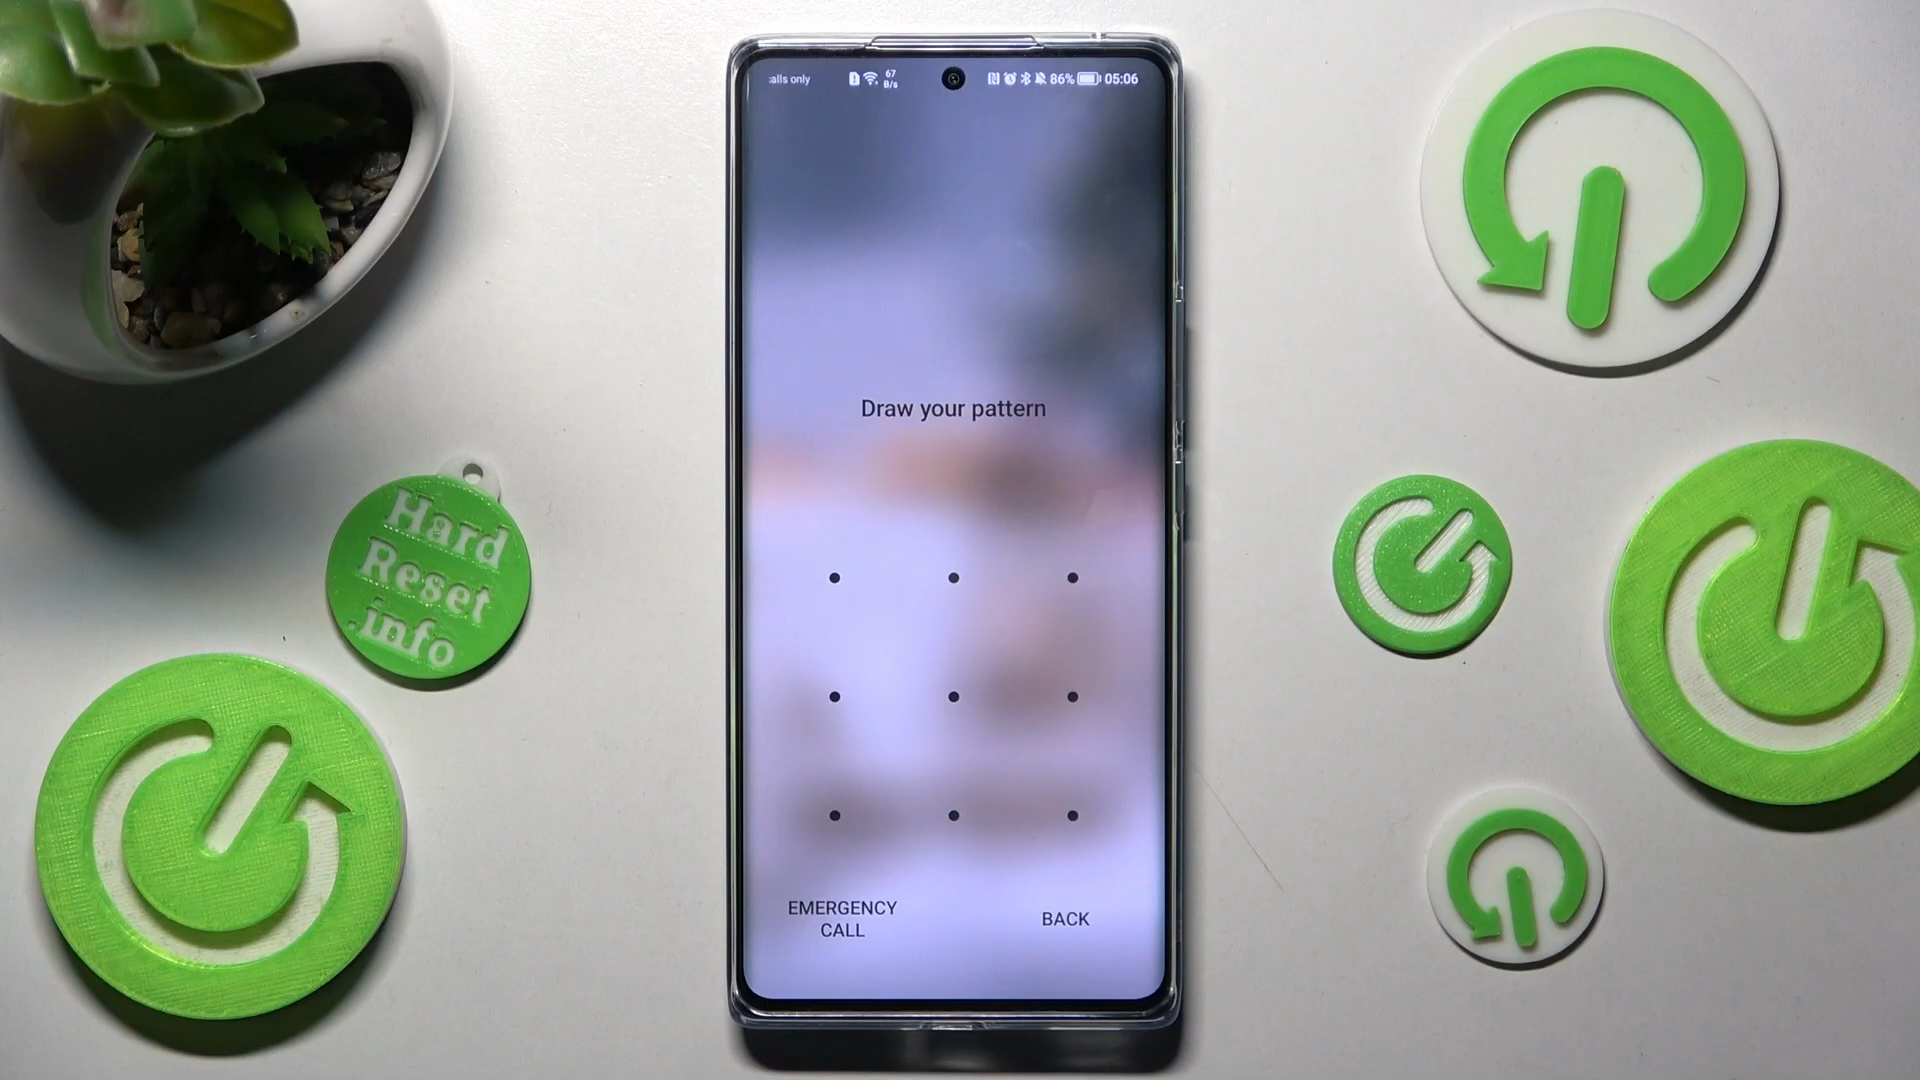 :alls only 67 B/s 86% 05:06
Draw your pattern
EMERGENCY
CALL
BACK
Hard
Reset
.info